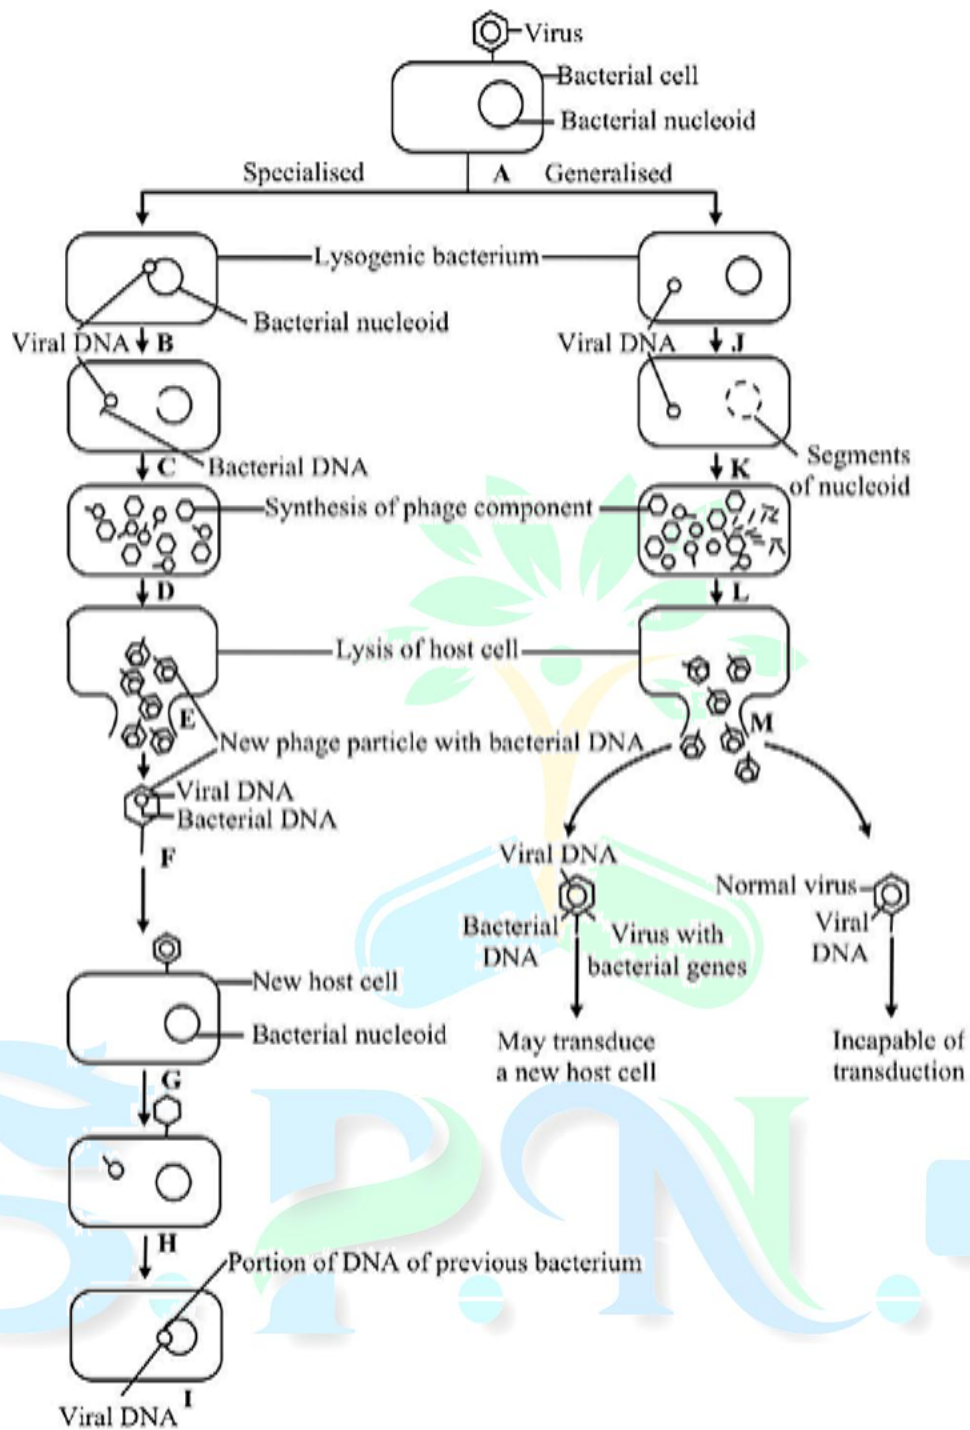 Virus
Bacterial cell
Bacterial nucleoid
Specialised
A
Generalised
Lysogenic bacterium
Bacterial nucleoid
Viral DNA
B
Viral DNA
J
C
Bacterial DNA
K
Segments
of nucleoid
Synthesis of phage component
D
L
Lysis of host cell
E
M
New phage particle with bacterial DNA
Viral DNA
Bacterial DNA
F
Viral DNA
Bacterial
DNA
Virus with
bacterial genes
Normal virus
Viral
DNA
New host cell
Bacterial nucleoid
May transduce
a new host cell
Incapable of
transduction
G
H
Portion of DNA of previous bacterium
I
Viral DNA
S.P.N.